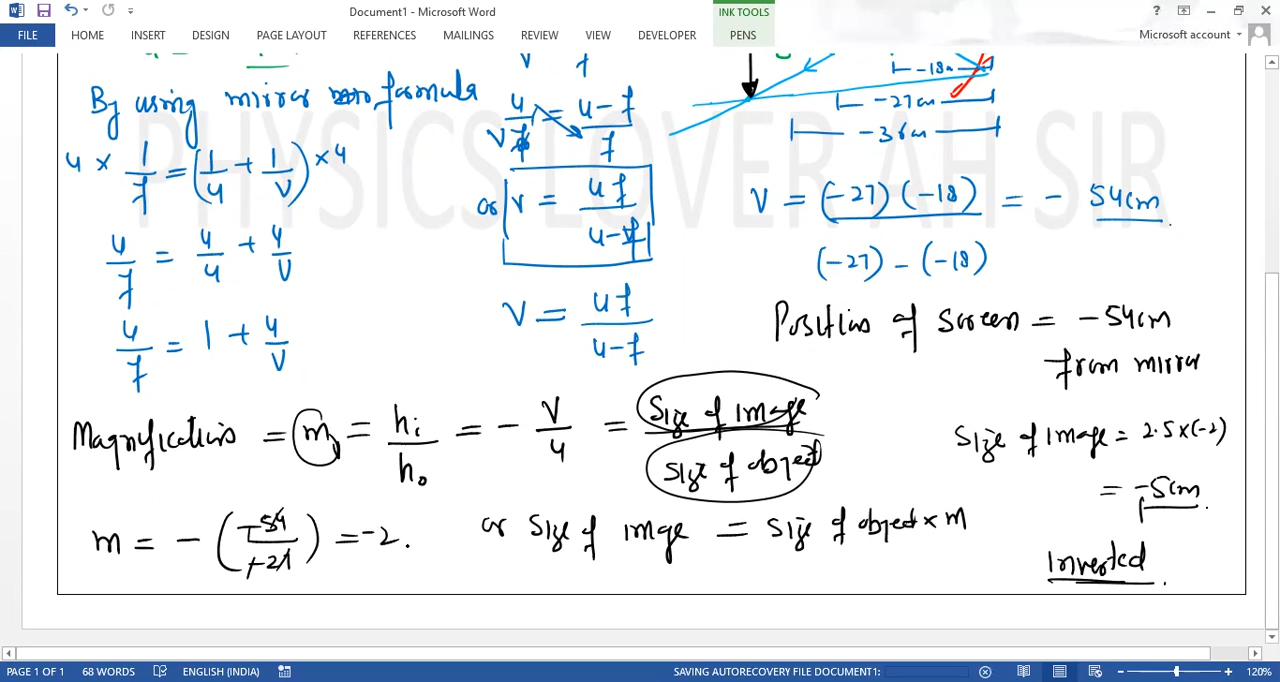 Document1 - Microsoft Word
INK TOOLS
FILE HOME INSERT DESIGN PAGE LAYOUT REFERENCES MAILINGS REVIEW VIEW DEVELOPER PENS
Microsoft account
PHYSICS LOVER AH SIR
By using mirror formula
u × 1/f = (1/u + 1/v) × u
u/f = u/u + u/v
u/f = 1 + u/v
u/v = u-f/f
or v = uf/u-f
v = uf/u-f
-18cm
-27cm
-36cm
V = (-27) (-18)/(-27) - (-18) = - 54cm
Position of screen = -54cm
from mirror
Magnification = m = hi/ho = - v/u = Size of image/Size of object
Size of image = 2.5×(-2)
= -5cm
Inverted
m = - (-54/-27) = -2.
or Size of image = Size of object × m
PAGE 1 OF 1 68 WORDS ENGLISH (INDIA) SAVING AUTORECOVERY FILE DOCUMENT1: 120%